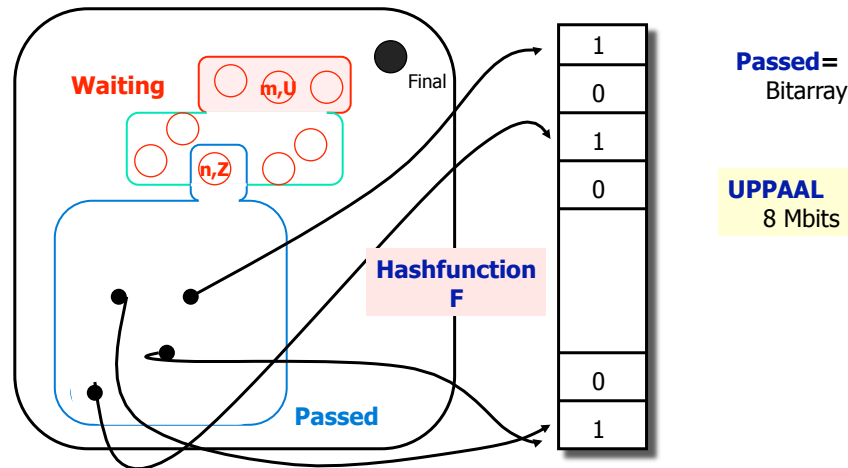 Waiting
m,U
Final
n,Z
Hashfunction
F
Passed
1
0
1
0
0
1
Passed=
Bitarray
UPPAAL
8 Mbits